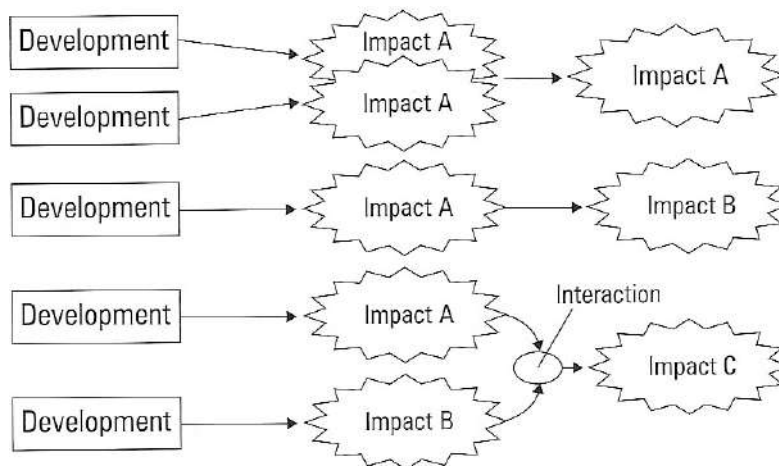 Development
Impact A
Impact A
Development
Impact A
Development
Impact A
Impact B
Development
Impact A
Interaction
Impact C
Development
Impact B